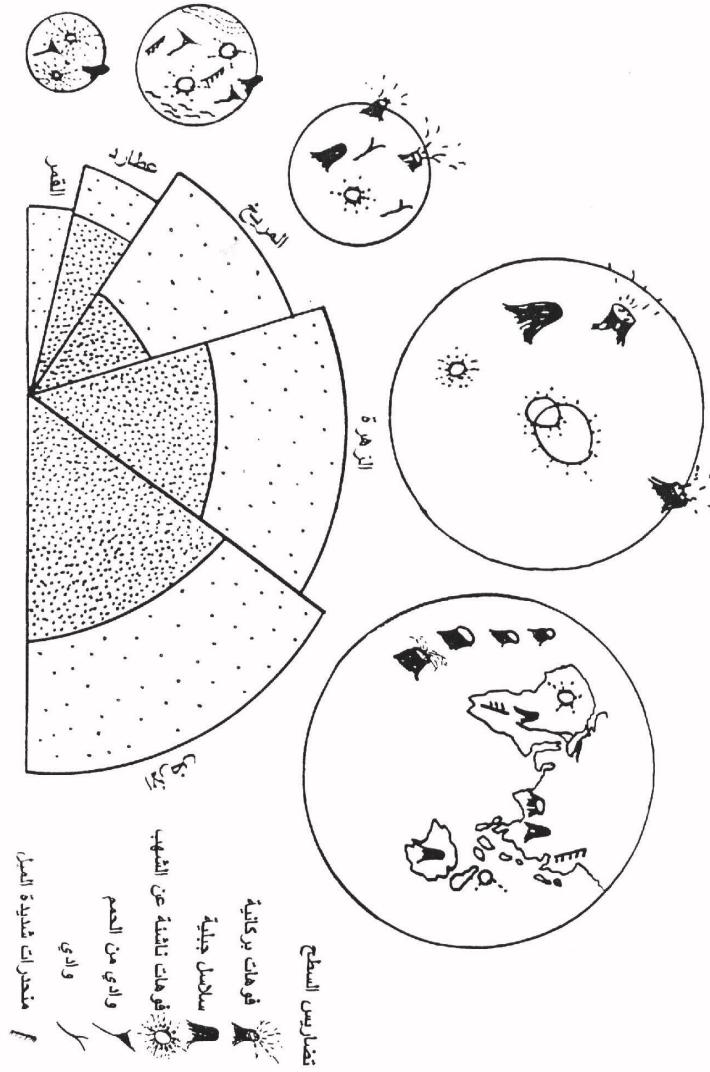 القمر
عطارد
المريخ
الزهرة
الأرض
تضاريس السطح
فوهات بركانية
سلاسل جبلية
فوهات ناشئة عن الشهب
وادي من الحمم
وادي
منحدرات شديدة الميل